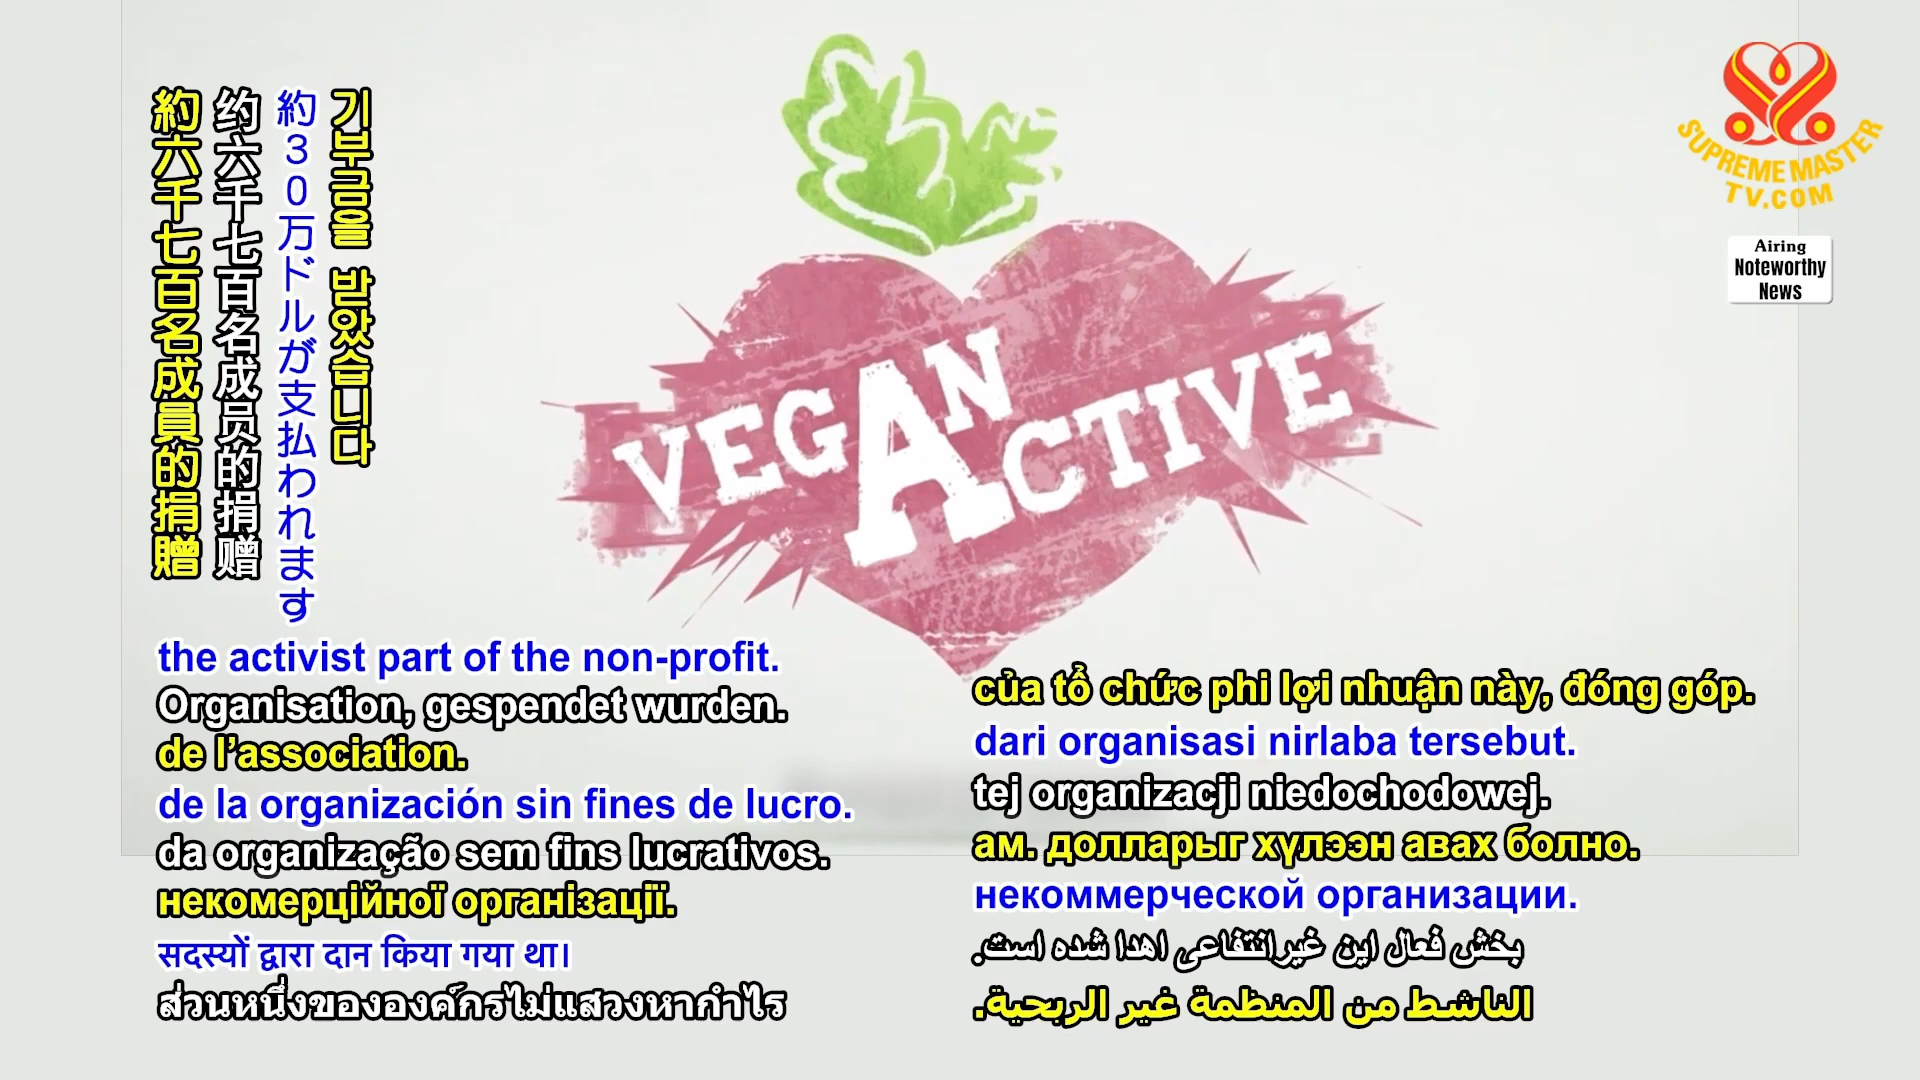 約六千七百名成員的捐贈
约六千七百名成员的捐赠
約30万ドルが支払われます
기부금을 받았습니다
VEGAN ACTIVE
SUPREME MASTER
TV.COM
Airing
Noteworthy
News
the activist part of the non-profit.
Organisation, gespendet wurden.
de l’association.
de la organización sin fines de lucro.
da organização sem fins lucrativos.
некомерційної організації.
सदस्यों द्वारा दान किया गया था।
ส่วนหนึ่งขององค์กรไม่แสวงหากำไร
của tổ chức phi lợi nhuận này, đóng góp.
dari organisasi nirlaba tersebut.
tej organizacji niedochodowej.
ам. долларыг хүлээн авах болно.
некоммерческой организации.
بخش فعال این غیرانتفاعی اهدا شده است.
الناشط من المنظمة غير الربحية.